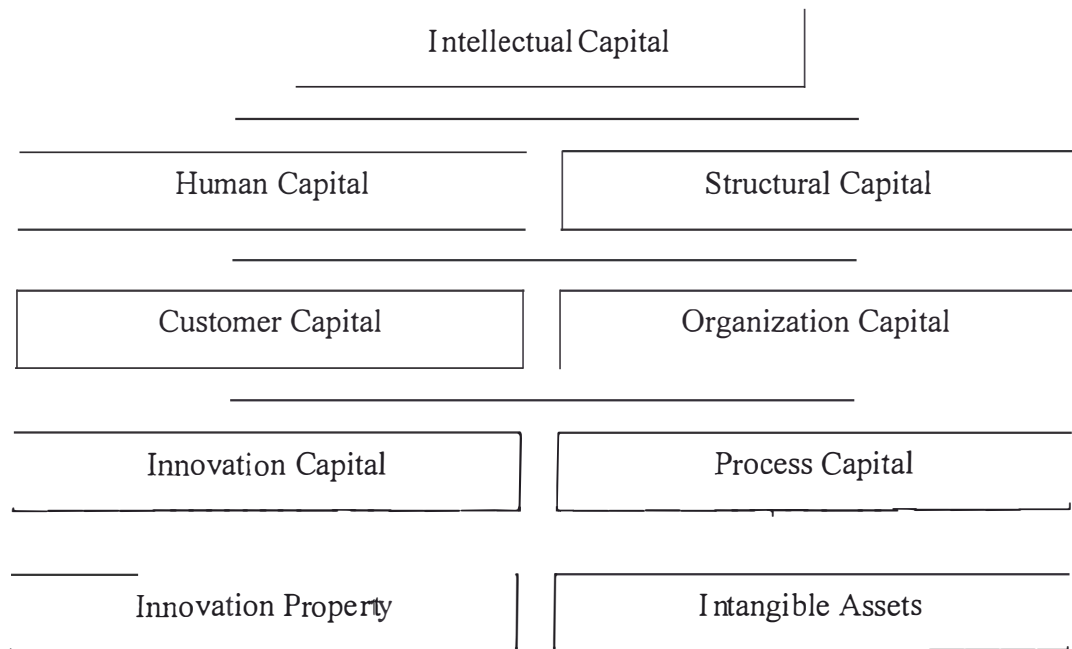 Intellectual Capital
Human Capital Structural Capital
Customer Capital Organization Capital
Innovation Capital Process Capital
Innovation Property Intangible Assets